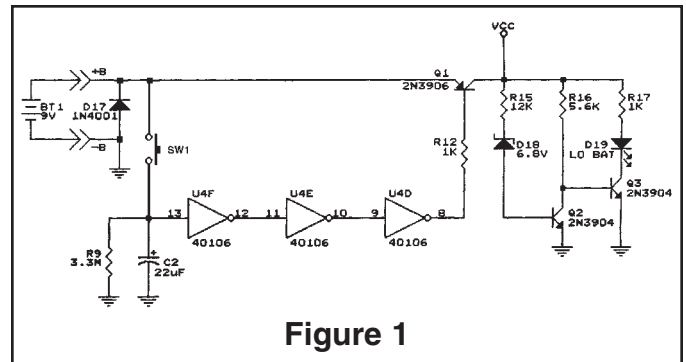 VCC
+B
Q1
2N3906
BT1
9V
D17
1N4001
SW1
-B
R12
1K
R15
12K
R16
5.6K
R17
1K
D18
6.8V
D19
LO BAT
Q3
2N3904
Q2
2N3904
U4F
U4E
U4D
13
12
11
10
9
8
40106
40106
40106
R9
3.3M
+
C2
22uF
Figure 1